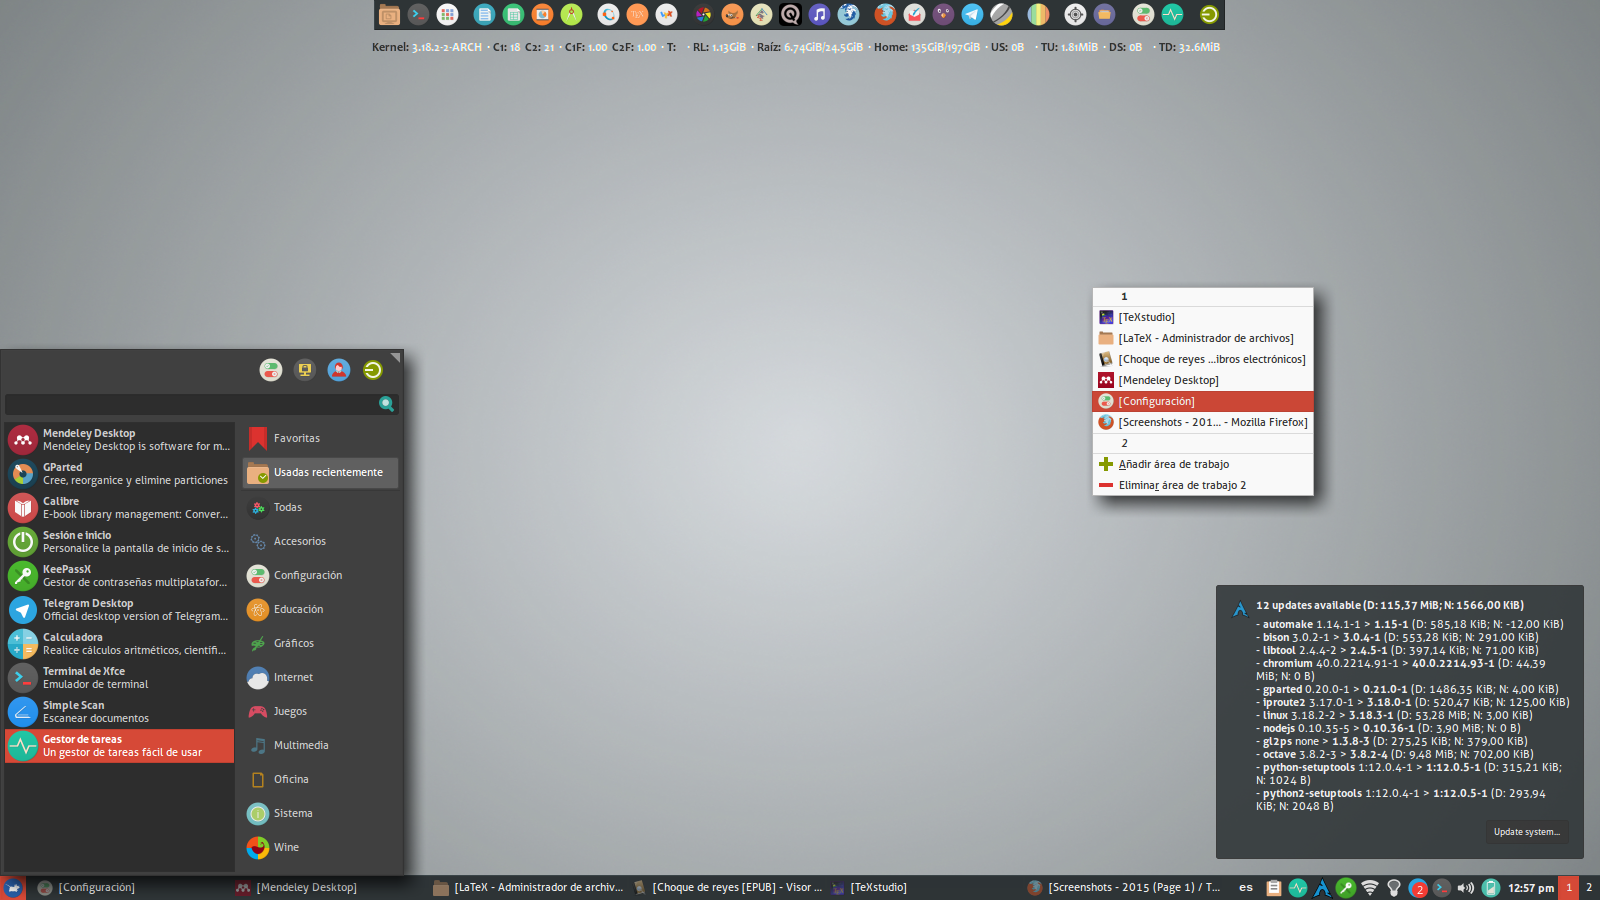 Kernel: 3.18.2-2-ARCH · C1: 18 C2: 21 · C1F: 1.00 C2F: 1.00 · T: · RL: 1.13GiB · Raíz: 6.74GiB/24.5GiB · Home: 135GiB/197GiB · US: 0B · TU: 1.81MiB · DS: 0B · TD: 32.6MiB
1
[TeXstudio]
[LaTeX - Administrador de archivos]
[Choque de reyes ...ibros electrónicos]
[Mendeley Desktop]
[Configuración]
[Screenshots - 201... - Mozilla Firefox]
2
Añadir área de trabajo
Eliminar área de trabajo 2
Mendeley Desktop
Mendeley Desktop is software for m...
GParted
Cree, reorganice y elimine particiones
Calibre
E-book library management: Conver...
Sesión e inicio
Personalice la pantalla de inicio de s...
KeePassX
Gestor de contraseñas multiplatafor...
Telegram Desktop
Official desktop version of Telegram...
Calculadora
Realice cálculos aritméticos, científi...
Terminal de Xfce
Emulador de terminal
Simple Scan
Escanear documentos
Gestor de tareas
Un gestor de tareas fácil de usar
Favoritas
Usadas recientemente
Todas
Accesorios
Configuración
Educación
Gráficos
Internet
Juegos
Multimedia
Oficina
Sistema
Wine
12 updates available (D: 115,37 MiB; N: 1566,00 KiB)
- automake 1.14.1-1 > 1.15-1 (D: 585,18 KiB; N: -12,00 KiB)
- bison 3.0.2-1 > 3.0.4-1 (D: 553,28 KiB; N: 291,00 KiB)
- libtool 2.4.4-2 > 2.4.5-1 (D: 397,14 KiB; N: 71,00 KiB)
- chromium 40.0.2214.91-1 > 40.0.2214.93-1 (D: 44,39
MiB; N: 0 B)
- gparted 0.20.0-1 > 0.21.0-1 (D: 1486,35 KiB; N: 4,00 KiB)
- iproute2 3.17.0-1 > 3.18.0-1 (D: 520,47 KiB; N: 125,00 KiB)
- linux 3.18.2-2 > 3.18.3-1 (D: 53,28 MiB; N: 3,00 KiB)
- nodejs 0.10.35-5 > 0.10.36-1 (D: 3,90 MiB; N: 0 B)
- gl2ps none > 1.3.8-3 (D: 275,25 KiB; N: 379,00 KiB)
- octave 3.8.2-3 > 3.8.2-4 (D: 9,48 MiB; N: 702,00 KiB)
- python-setuptools 1:12.0.4-1 > 1:12.0.5-1 (D: 315,21 KiB;
N: 1024 B)
- python2-setuptools 1:12.0.4-1 > 1:12.0.5-1 (D: 293,94
KiB; N: 2048 B)
Update system...
[Configuración] [Mendeley Desktop] [LaTeX - Administrador de archiv... [Choque de reyes [EPUB] - Visor ... [TeXstudio] [Screenshots - 2015 (Page 1) / T... es 2 12:57 pm 1 2